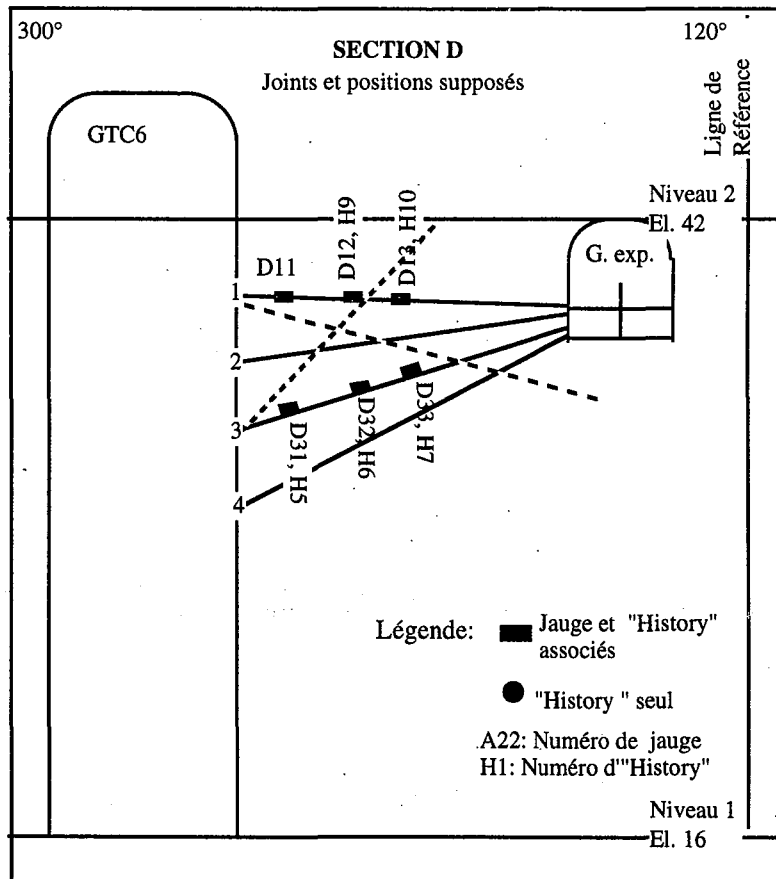 300°
120°
SECTION D
Joints et positions supposés
Ligne de
Référence
GTC6
Niveau 2
El. 42
D12, H9
D13, H10
D11
G. exp.
1
2
3
4
D31, H5
D32, H6
D33, H7
Légende:
Jauge et "History"
associés
"History " seul
A22: Numéro de jauge
H1: Numéro d'"History"
Niveau 1
El. 16